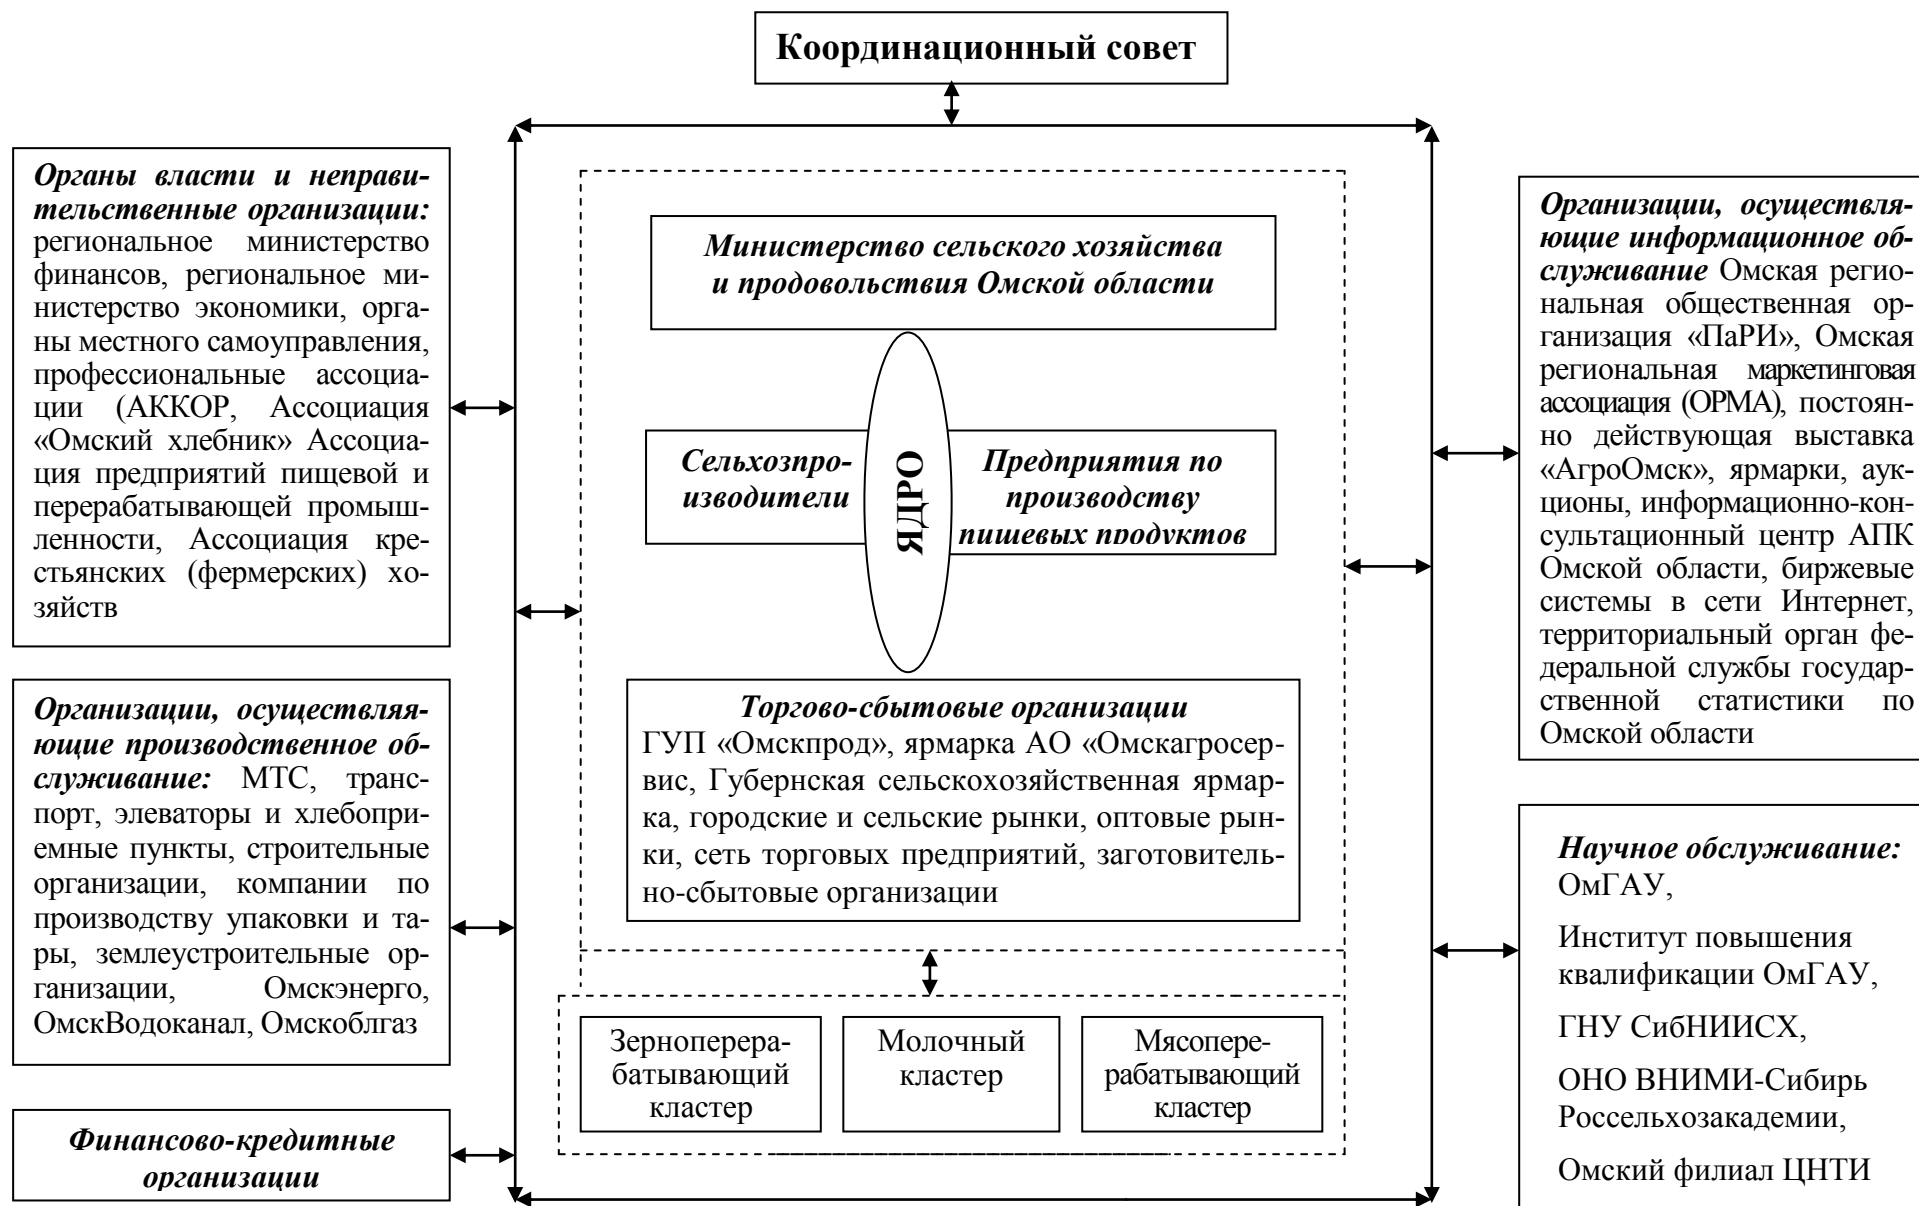 Координационный совет
Органы власти и неправи-
тельственные организации:
региональное министерство
финансов, региональное ми-
нистерство экономики, орга-
ны местного самоуправления,
профессиональные ассоциа-
ции (АККОР, Ассоциация
«Омский хлебник» Ассоциа-
ция предприятий пищевой и
перерабатывающей промыш-
ленности, Ассоциация кре-
стьянских (фермерских) хо-
зяйств
Организации, осуществля-
ющие производственное об-
служивание: МТС, транс-
порт, элеваторы и хлебопри-
емные пункты, строительные
организации, компании по
производству упаковки и та-
ры, землеустроительные ор-
ганизации, Омскэнерго,
ОмскВодоканал, Омскоблгаз
Финансово-кредитные
организации
Министерство сельского хозяйства
и продовольствия Омской области
Сельхозпро-
изводители
ЯДРО
Предприятия по
производству
пищевых продуктов
Торгово-сбытовые организации
ГУП «Омскпрод», ярмарка АО «Омскагросер-
вис, Губернская сельскохозяйственная ярмар-
ка, городские и сельские рынки, оптовые рын-
ки, сеть торговых предприятий, заготовитель-
но-сбытовые организации
Зерноперера-
батывающий
кластер
Молочный
кластер
Мясопере-
рабатывающий
кластер
Организации, осуществля-
ющие информационное об-
служивание Омская регио-
нальная общественная ор-
ганизация «ПаРИ», Омская
региональная маркетинговая
ассоциация (ОРМА), постоян-
но действующая выставка
«АгроОмск», ярмарки, аук-
ционы, информационно-кон-
сультационный центр АПК
Омской области, биржевые
системы в сети Интернет,
территориальный орган фе-
деральной службы государ-
ственной статистики по
Омской области
Научное обслуживание:
ОмГАУ,
Институт повышения
квалификации ОмГАУ,
ГНУ СибНИИСХ,
ОНО ВНИМИ-Сибирь
Россельхозакадемии,
Омский филиал ЦНТИ